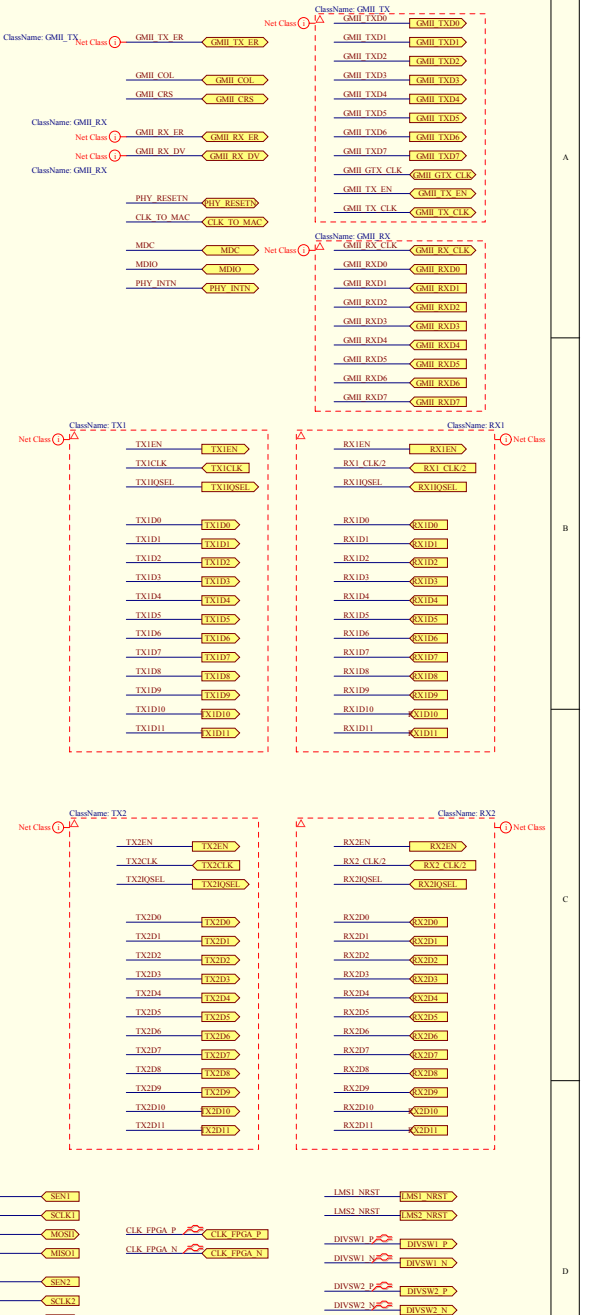 ClassName: GMII_TX
Net Class i GMII_TX_ER GMII_TX_ER
GMII_COL GMII_COL
GMII_CRS GMII_CRS
ClassName: GMII_RX
Net Class i GMII_RX_ER GMII_RX_ER
Net Class i GMII_RX_DV GMII_RX_DV
ClassName: GMII_RX
PHY_RESETN PHY_RESETN
CLK_TO_MAC CLK_TO_MAC
MDC MDC
MDIO MDIO
PHY_INTN PHY_INTN
ClassName: GMII_TX
Net Class i GMII_TXD0 GMII_TXD0
GMII_TXD1 GMII_TXD1
GMII_TXD2 GMII_TXD2
GMII_TXD3 GMII_TXD3
GMII_TXD4 GMII_TXD4
GMII_TXD5 GMII_TXD5
GMII_TXD6 GMII_TXD6
GMII_TXD7 GMII_TXD7
GMII_GTX_CLK GMII_GTX_CLK
GMII_TX_EN GMII_TX_EN
GMII_TX_CLK GMII_TX_CLK
A
ClassName: GMII_RX
Net Class i GMII_RX_CLK GMII_RX_CLK
GMII_RXD0 GMII_RXD0
GMII_RXD1 GMII_RXD1
GMII_RXD2 GMII_RXD2
GMII_RXD3 GMII_RXD3
GMII_RXD4 GMII_RXD4
GMII_RXD5 GMII_RXD5
GMII_RXD6 GMII_RXD6
GMII_RXD7 GMII_RXD7
ClassName: TX1
Net Class i
TX1EN TX1EN
TX1CLK TX1CLK
TX1IQSEL TX1IQSEL
TX1D0 TX1D0
TX1D1 TX1D1
TX1D2 TX1D2
TX1D3 TX1D3
TX1D4 TX1D4
TX1D5 TX1D5
TX1D6 TX1D6
TX1D7 TX1D7
TX1D8 TX1D8
TX1D9 TX1D9
TX1D10 TX1D10
TX1D11 TX1D11
ClassName: RX1
i Net Class
RX1EN RX1EN
RX1_CLK/2 RX1_CLK/2
RX1IQSEL RX1IQSEL
RX1D0 RX1D0
RX1D1 RX1D1
RX1D2 RX1D2
RX1D3 RX1D3
RX1D4 RX1D4
RX1D5 RX1D5
RX1D6 RX1D6
RX1D7 RX1D7
RX1D8 RX1D8
RX1D9 RX1D9
RX1D10 RX1D10
RX1D11 RX1D11
B
ClassName: TX2
Net Class i
TX2EN TX2EN
TX2CLK TX2CLK
TX2IQSEL TX2IQSEL
TX2D0 TX2D0
TX2D1 TX2D1
TX2D2 TX2D2
TX2D3 TX2D3
TX2D4 TX2D4
TX2D5 TX2D5
TX2D6 TX2D6
TX2D7 TX2D7
TX2D8 TX2D8
TX2D9 TX2D9
TX2D10 TX2D10
TX2D11 TX2D11
ClassName: RX2
i Net Class
RX2EN RX2EN
RX2_CLK/2 RX2_CLK/2
RX2IQSEL RX2IQSEL
RX2D0 RX2D0
RX2D1 RX2D1
RX2D2 RX2D2
RX2D3 RX2D3
RX2D4 RX2D4
RX2D5 RX2D5
RX2D6 RX2D6
RX2D7 RX2D7
RX2D8 RX2D8
RX2D9 RX2D9
RX2D10 RX2D10
RX2D11 RX2D11
C
SEN1
SCLK1
MOSI1
MISO1
SEN2
SCLK2
CLK_FPGA_P CLK_FPGA_P
CLK_FPGA_N CLK_FPGA_N
LMS1_NRST LMS1_NRST
LMS2_NRST LMS2_NRST
DIVSW1_P DIVSW1_P
DIVSW1_N DIVSW1_N
DIVSW2_P DIVSW2_P
DIVSW2_N DIVSW2_N
D